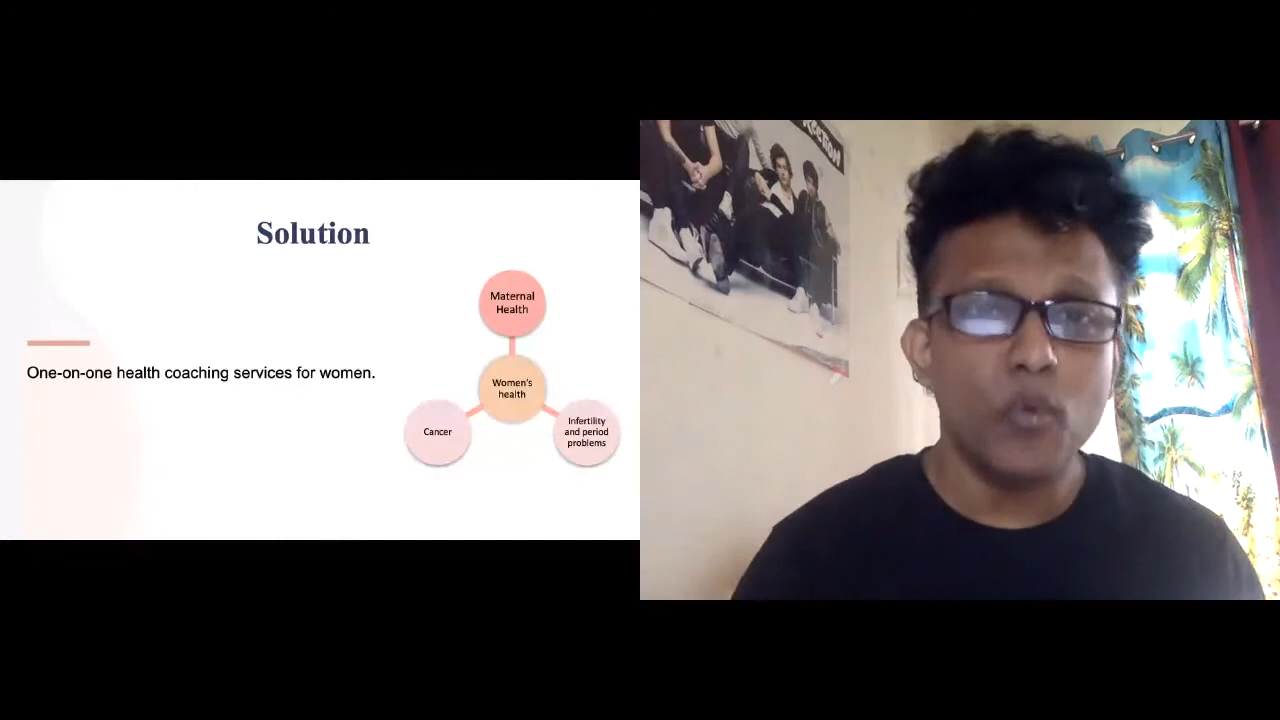 Solution
One-on-one health coaching services for women.
Maternal
Health
Women's
health
Cancer
Infertility
and period
problems